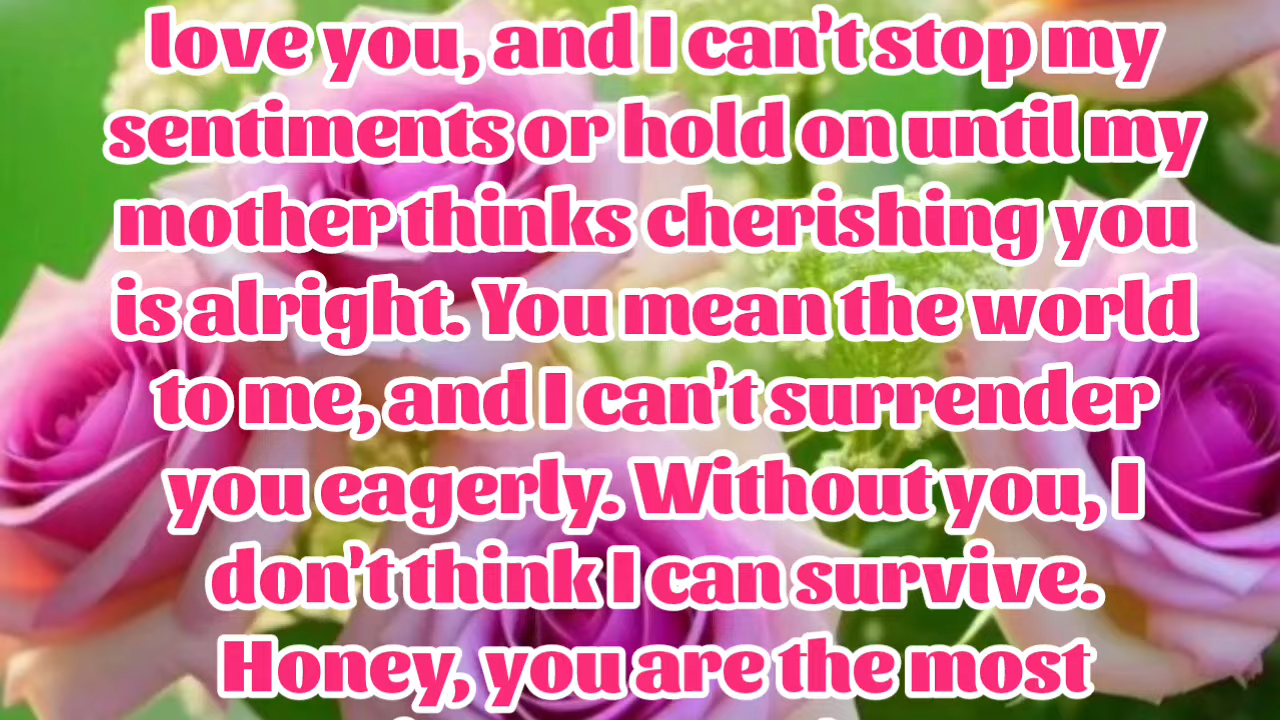 love you, and I can't stop my
sentiments or hold on until my
mother thinks cherishing you
is alright. You mean the world
to me, and I can't surrender
you eagerly. Without you, I
don't think I can survive.
Honey, you are the most